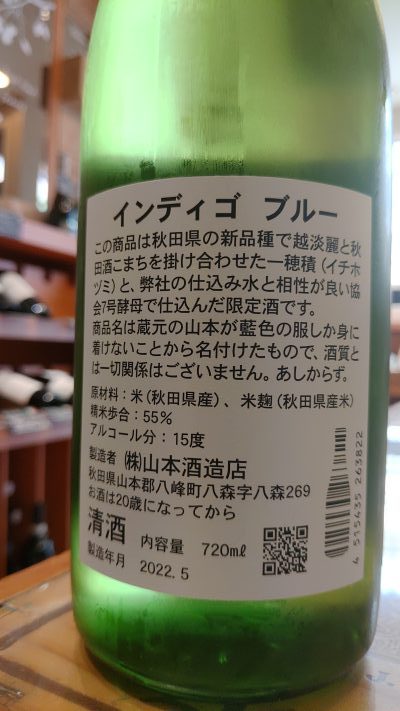 インディゴ ブルー
この商品は秋田県の新品種で越淡麗と秋
田酒こまちを掛け合わせた一穂積(イチホ
ヅミ)と、弊社の仕込み水と相性が良い協
会7号酵母で仕込んだ限定酒です。
商品名は蔵元の山本が藍色の服しか身に
着けないことから名付けたもので、酒質と
は一切関係はございません。あしからず。
原材料:米(秋田県産)、米麹(秋田県産米)
精米歩合:55%
アルコール分:15度
製造者 ㈱山本酒造店
秋田県山本郡八峰町八森字八森269
お酒は20歳になってから
清酒 内容量 720mℓ
製造年月 2022.5
4 515435 263822